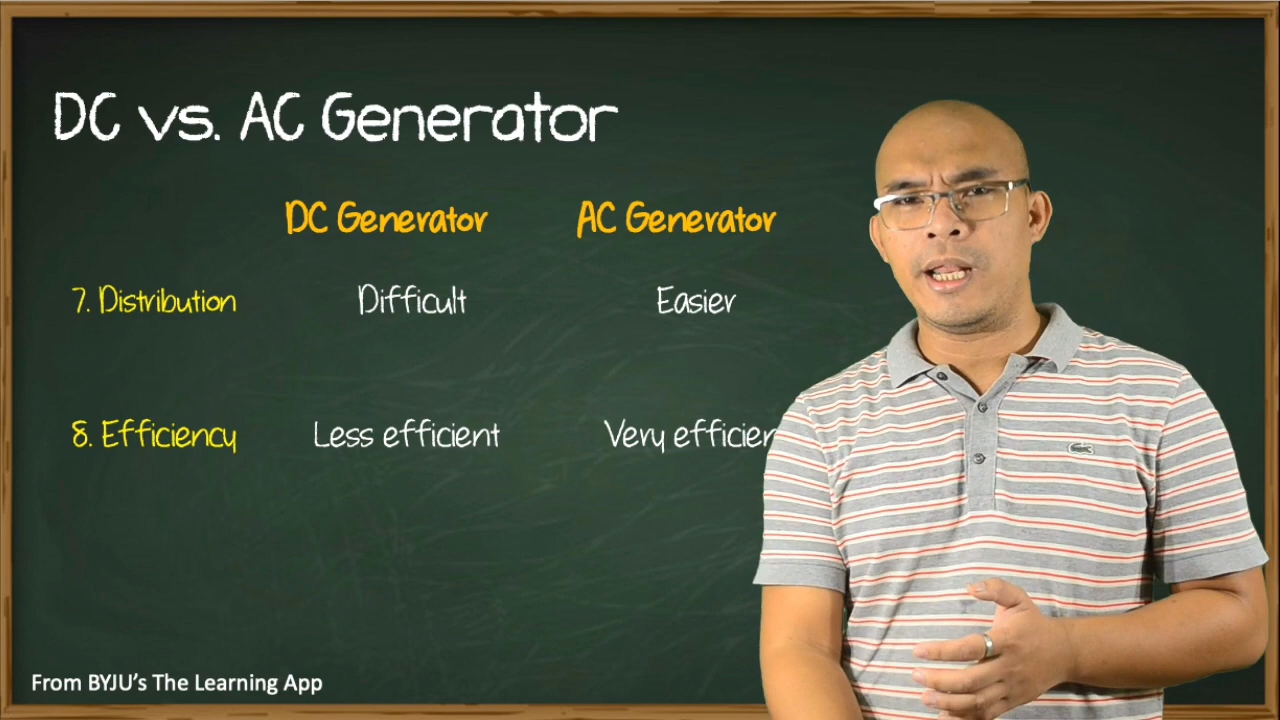 DC vs. AC Generator
DC Generator AC Generator
7. Distribution Difficult Easier
8. Efficiency Less efficient Very
From BYJU's The Learning App